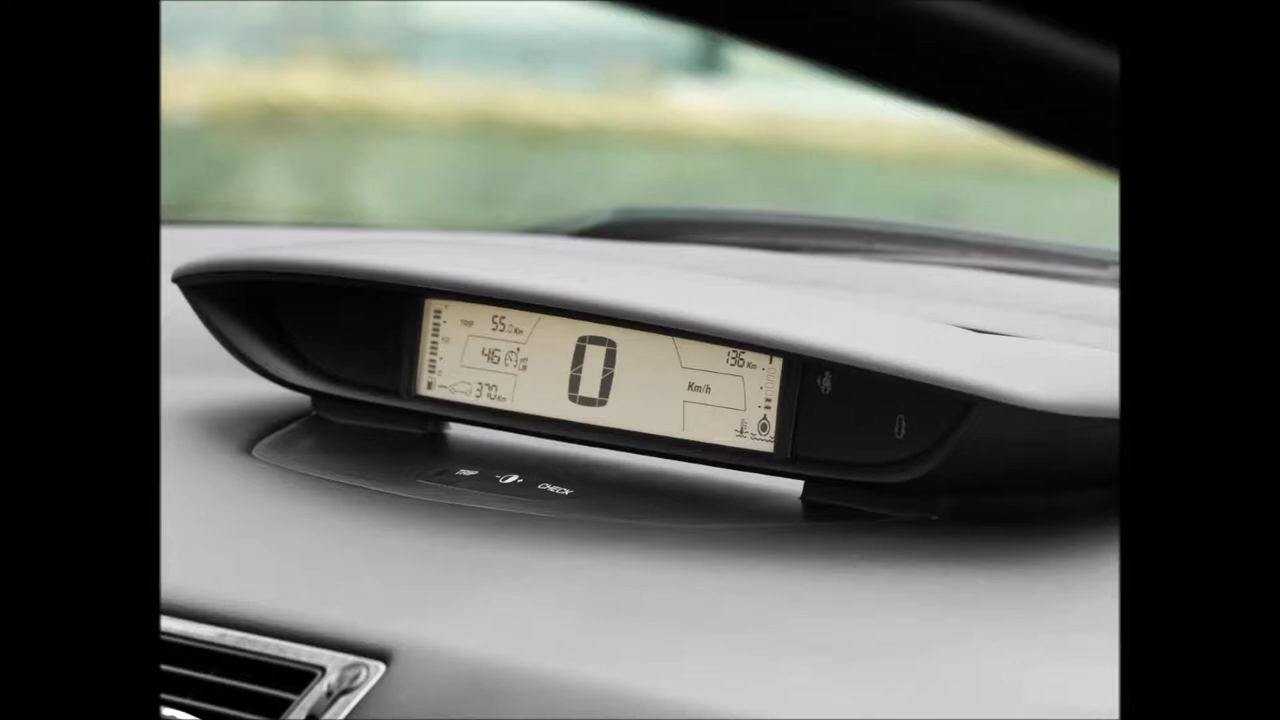 TRIP 55.0 Km
46
370 Km
0
136 Km
Km/h
TRIP - + CHECK